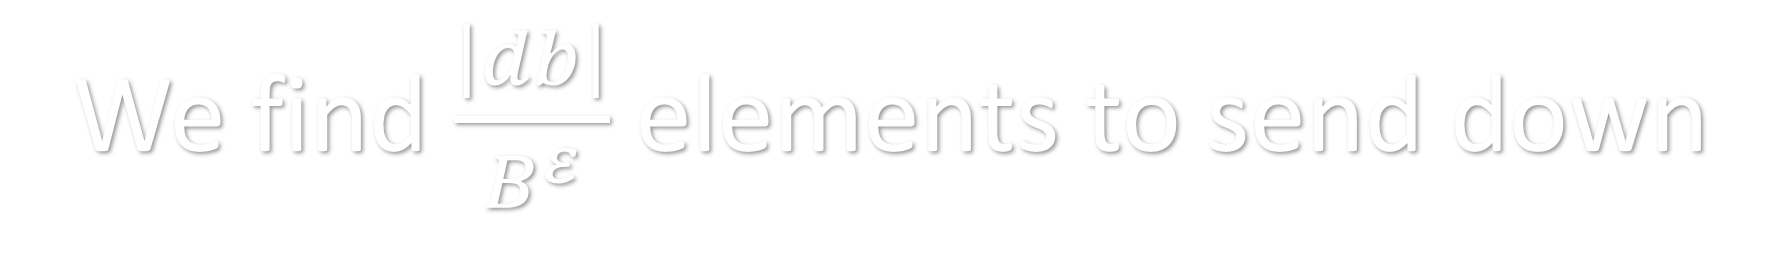 We find |db|/B^ε elements to send down